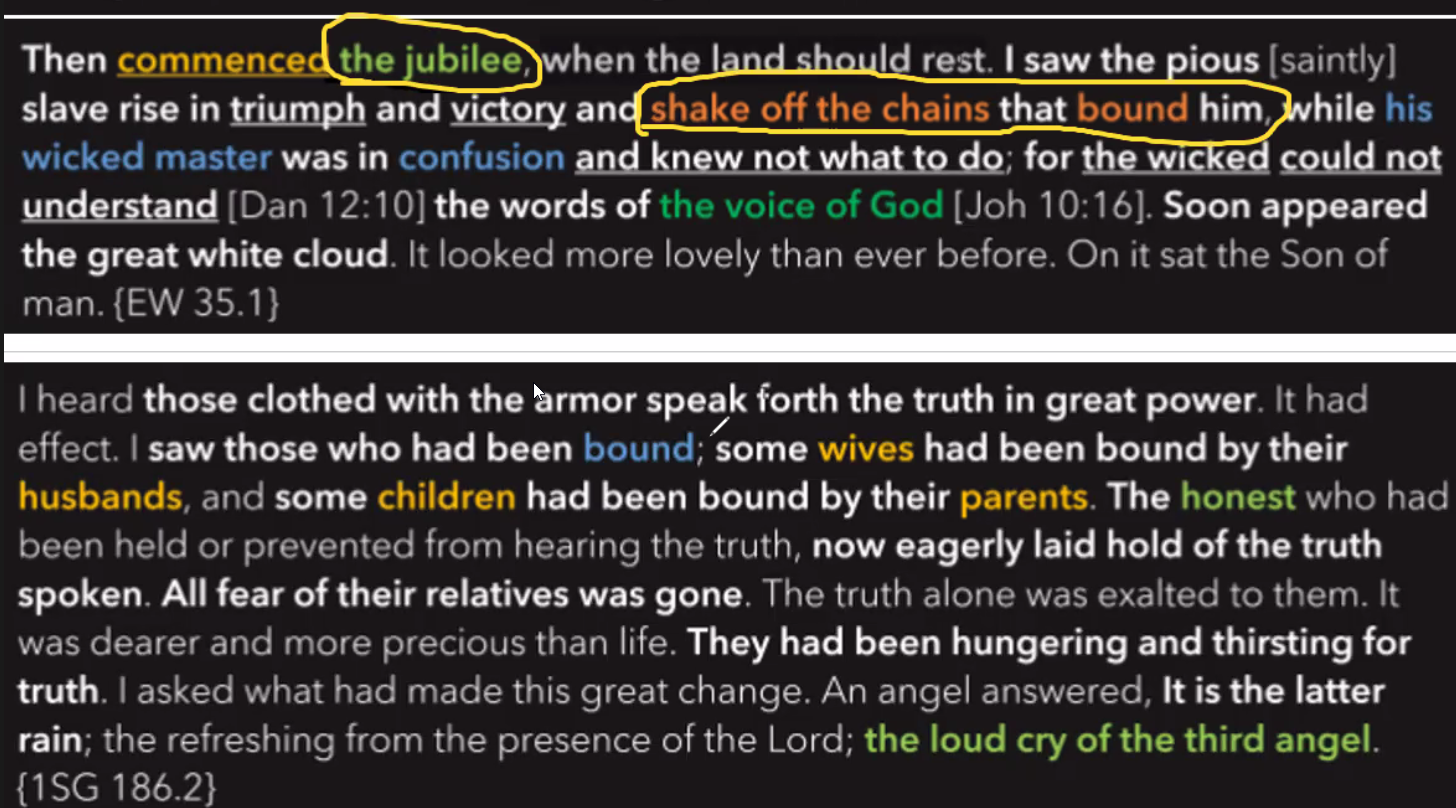 Then commenced the jubilee, when the land should rest. I saw the pious [saintly]
slave rise in triumph and victory and shake off the chains that bound him, while his
wicked master was in confusion and knew not what to do; for the wicked could not
understand [Dan 12:10] the words of the voice of God [Joh 10:16]. Soon appeared
the great white cloud. It looked more lovely than ever before. On it sat the Son of
man. {EW 35.1}
I heard those clothed with the armor speak forth the truth in great power. It had
effect. I saw those who had been bound; some wives had been bound by their
husbands, and some children had been bound by their parents. The honest who had
been held or prevented from hearing the truth, now eagerly laid hold of the truth
spoken. All fear of their relatives was gone. The truth alone was exalted to them. It
was dearer and more precious than life. They had been hungering and thirsting for
truth. I asked what had made this great change. An angel answered, It is the latter
rain; the refreshing from the presence of the Lord; the loud cry of the third angel.
{1SG 186.2}